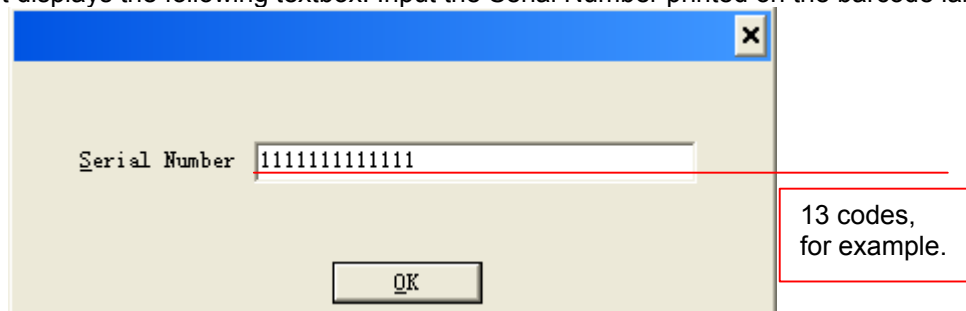 displays the following textbox. Input the Serial Number printed on the barcode
Serial Number 1111111111111
13 codes,
for example.
OK